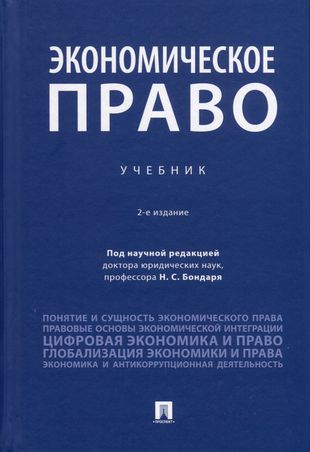 ЭКОНОМИЧЕСКОЕ
ПРАВО
УЧЕБНИК
2-е издание
Под научной редакцией
доктора юридических наук,
профессора Н. С. Бондаря
ПОНЯТИЕ И СУЩНОСТЬ ЭКОНОМИЧЕСКОГО ПРАВА
ПРАВОВЫЕ ОСНОВЫ ЭКОНОМИЧЕСКОЙ ИНТЕГРАЦИИ
ЦИФРОВАЯ ЭКОНОМИКА И ПРАВО
ГЛОБАЛИЗАЦИЯ ЭКОНОМИКИ И ПРАВА
ЭКОНОМИКА И АНТИКОРРУПЦИОННАЯ ДЕЯТЕЛЬНОСТЬ
ПРОСПЕКТ